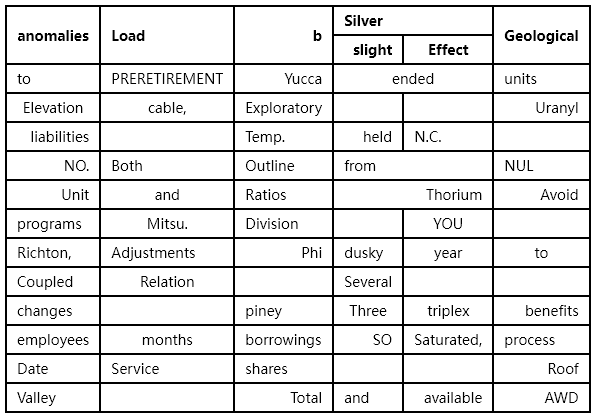 anomalies Load b Silver Geological
slight Effect
to PRERETIREMENT Yucca ended units
Elevation cable, Exploratory Uranyl
liabilities Temp. held N.C.
NO. Both Outline from NUL
Unit and Ratios Thorium Avoid
programs Mitsu. Division YOU
Richton, Adjustments Phi dusky year to
Coupled Relation Several
changes piney Three triplex benefits
employees months borrowings SO Saturated, process
Date Service shares Roof
Valley Total and available AWD